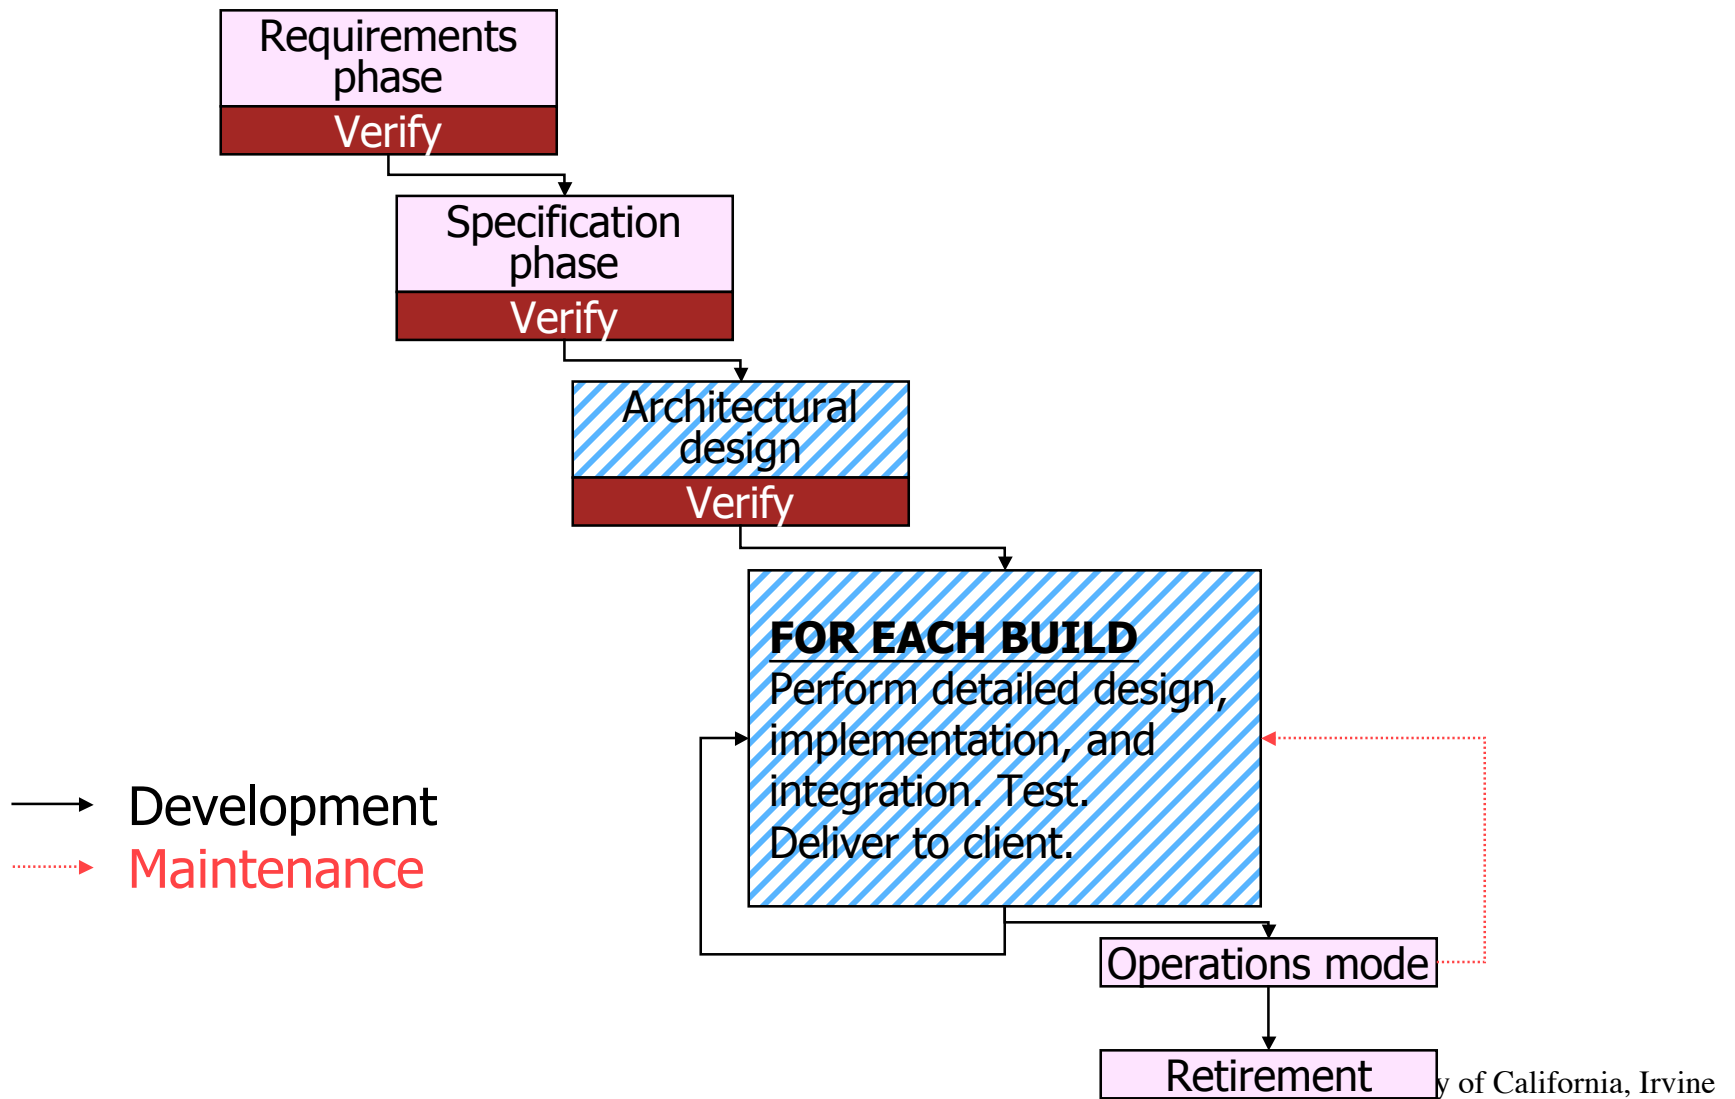 Requirements
phase
Verify
Specification
phase
Verify
Architectural
design
Verify
FOR EACH BUILD
Perform detailed design,
implementation, and
integration. Test.
Deliver to client.
Development
Maintenance
Operations mode
Retirement
of California, Irvine